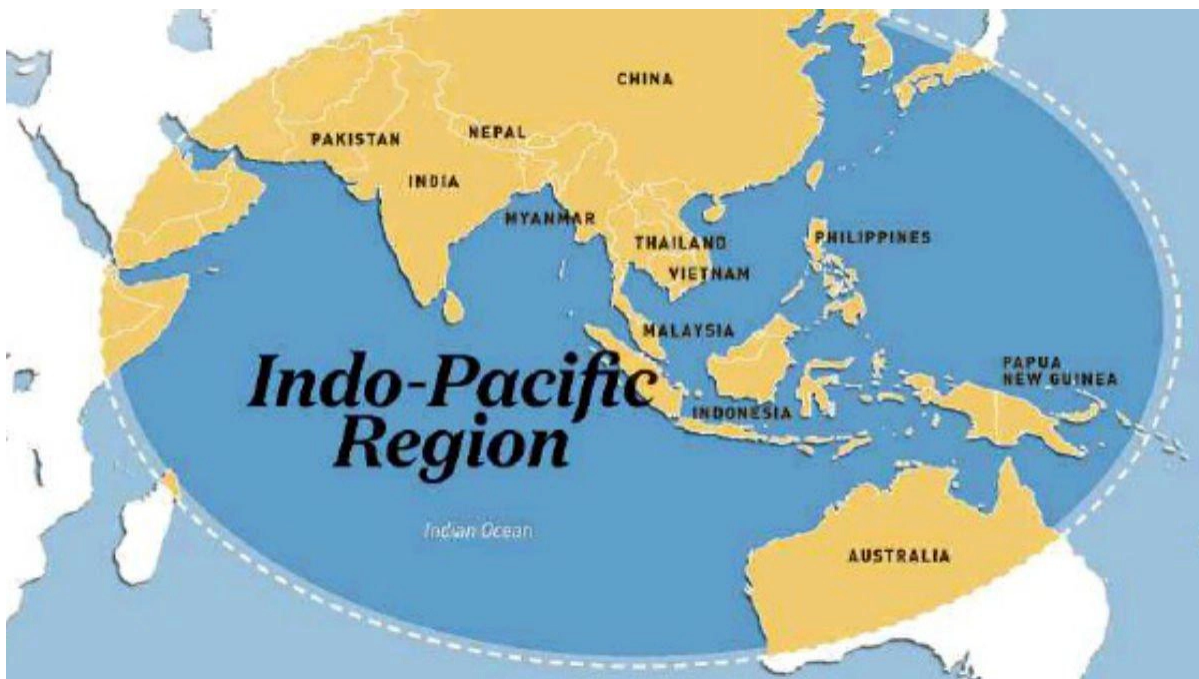 CHINA
PAKISTAN
NEPAL
INDIA
MYANMAR
THAILAND
PHILIPPINES
VIETNAM
MALAYSIA
Indo-Pacific
Region
PAPUA
NEW GUINEA
INDONESIA
Indian Ocean
AUSTRALIA